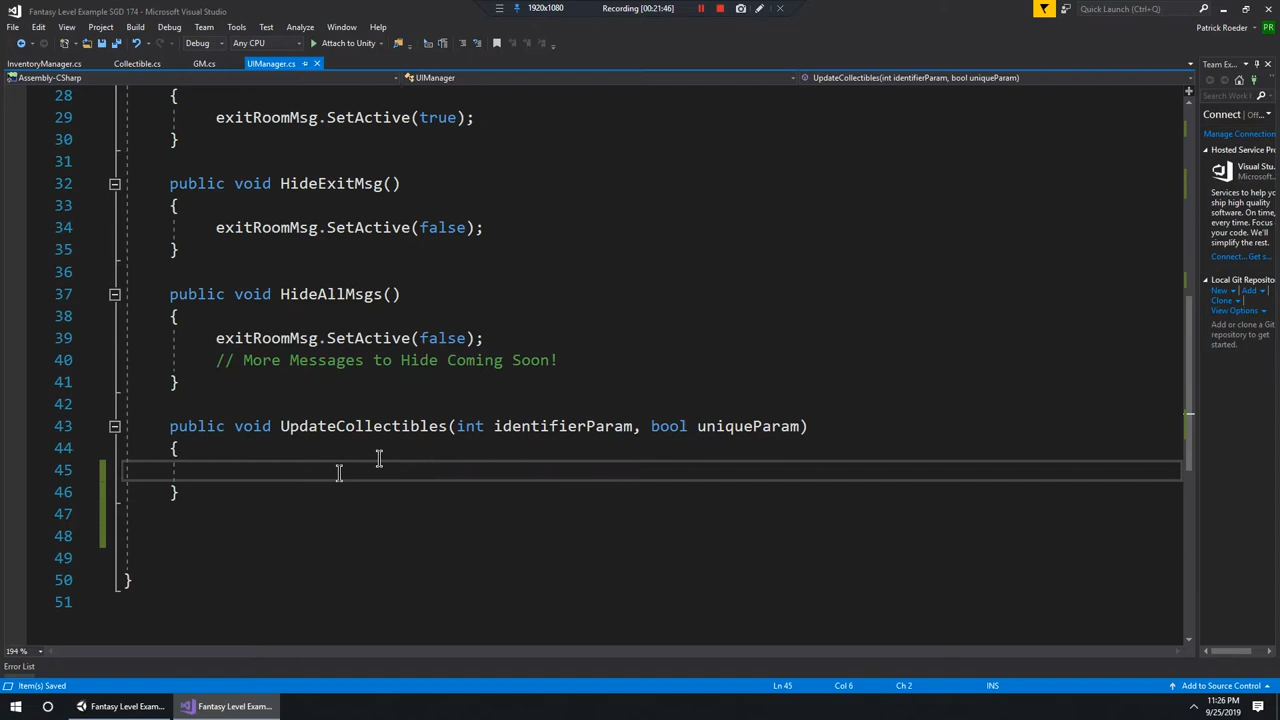 Fantasy Level Example SGD 174 - Microsoft Visual Studio
1920x1080
Recording [00:21:46]
Quick Launch (Ctrl+Q)
File Edit View Project Build Debug Team Tools Test Analyze Window Help
Patrick Roeder PR
Debug Any CPU Attach to Unity
InventoryManager.cs Collectible.cs GM.cs UIManager.cs
Team Ex...
Assembly-CSharp UIManager UpdateCollectibles(int identifierParam, bool uniqueParam)
28 {
29 exitRoomMsg.SetActive(true);
30 }
31
32 public void HideExitMsg()
33 {
34 exitRoomMsg.SetActive(false);
35 }
36
37 public void HideAllMsgs()
38 {
39 exitRoomMsg.SetActive(false);
40 // More Messages to Hide Coming Soon!
41 }
42
43 public void UpdateCollectibles(int identifierParam, bool uniqueParam)
44 {
45
46 }
47
48
49
50 }
51
Search Work I
Connect | Off...
Manage Connection
Hosted Service Pr
Visual Stu.
Microsoft.
Services to help yo
ship high quality
software. On time,
every time. Focus
your code. We'll
simplify the rest.
Connect... Get s...
Local Git Repositor
New Add
Clone
View Options
Add or clone a Git
repository to get
started.
194 %
Error List
Item(s) Saved Ln 45 Col 6 Ch 2 INS Add to Source Control
Fantasy Level Exam... Fantasy Level Exam...
11:26 PM
9/25/2019